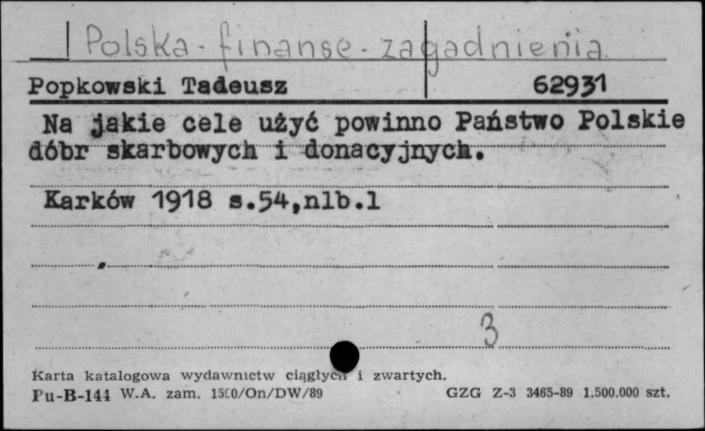 Polska - finanse - zagadnienia
Popkowski Tadeusz 62931
Na jakie cele użyć powinno Państwo Polskie
dóbr skarbowych i donacyjnych.
Karków 1918 s.54,nlb.1
3
Karta katalogowa wydawnictw ciągłych i zwartych.
Pu-B-144 W.A. zam. 1500/On/DW/89 GZG Z-3 3465-89 1.500.000 szt.